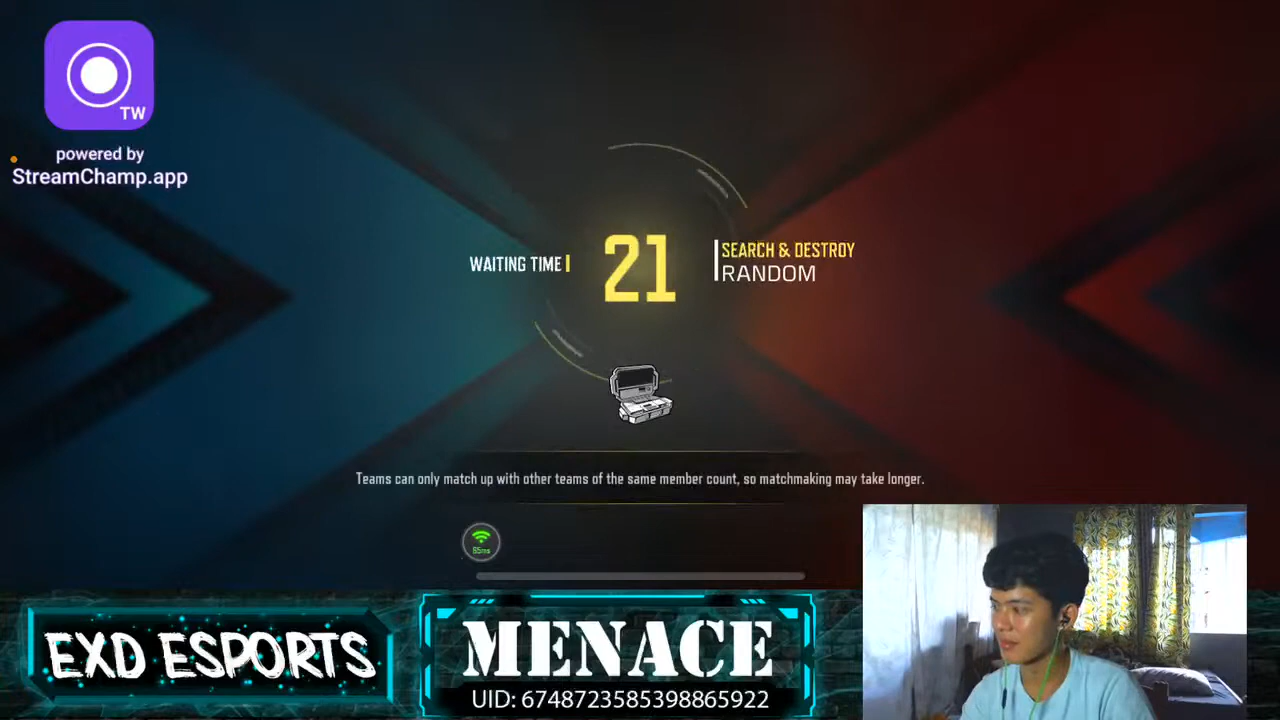 TW
powered by
StreamChamp.app
WAITING TIME
21
SEARCH & DESTROY
RANDOM
Teams can only match up with other teams of the same member count, so matchmaking may take longer.
65ms
EXD ESPORTS
MENACE
UID: 6748723585398865922